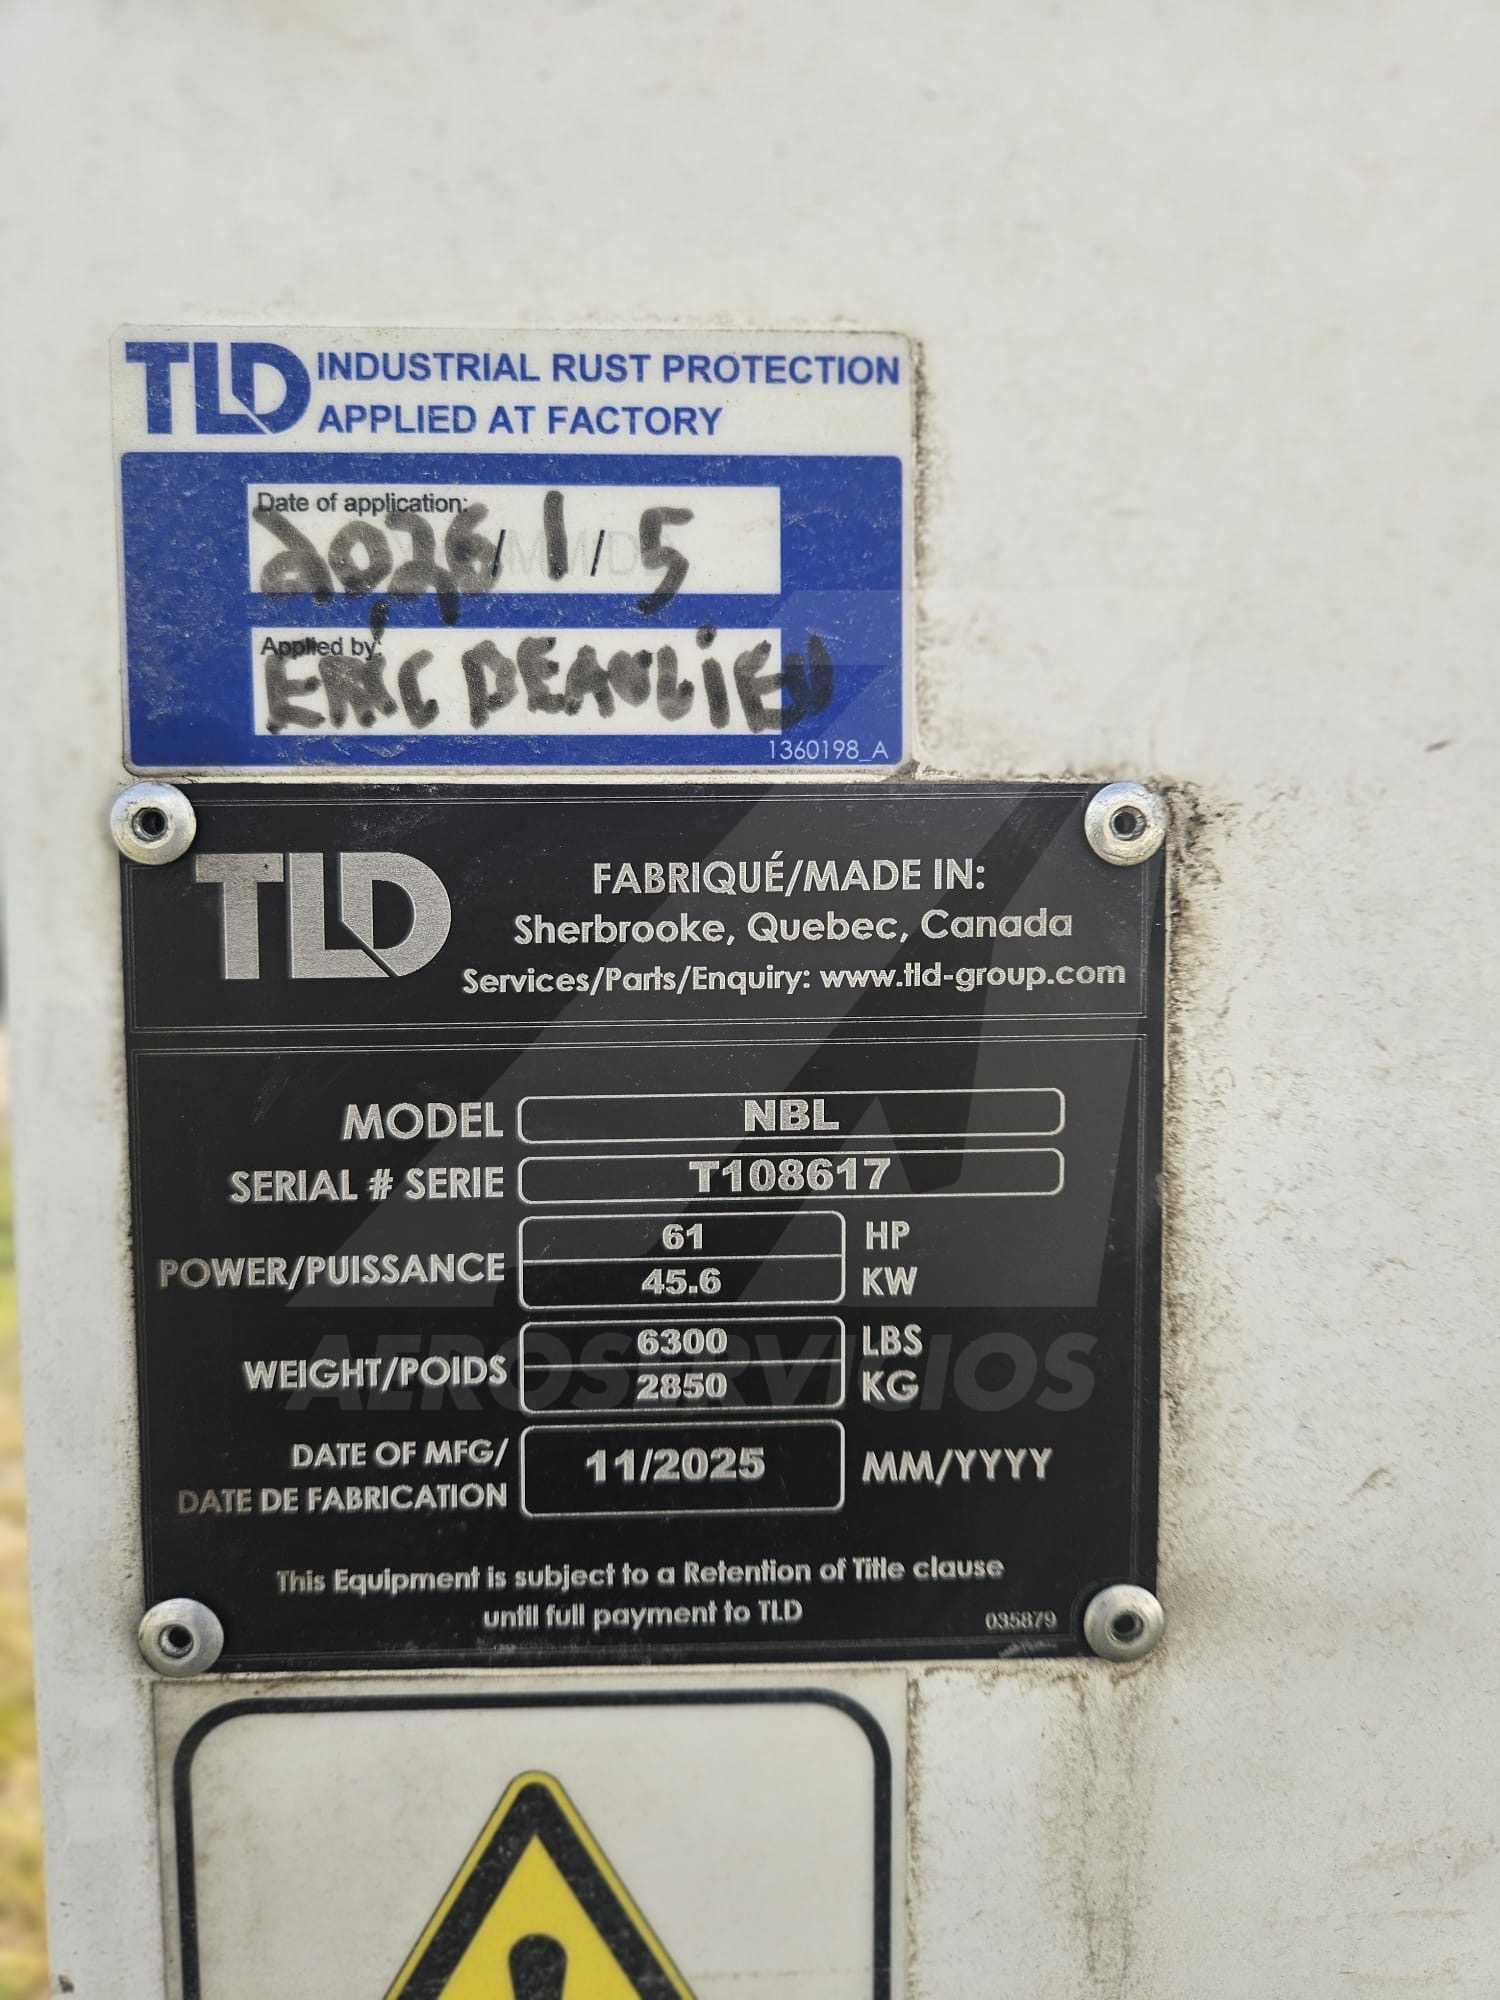 TLD INDUSTRIAL RUST PROTECTION
APPLIED AT FACTORY
Date of application:
2026/1/5
Applied by:
ERIC BEAULIEU
1360198_A
TLD
FABRIQUÉ/MADE IN:
Sherbrooke, Quebec, Canada
Services/Parts/Enquiry: www.tld-group.com
MODEL NBL
SERIAL # SERIE T108617
POWER/PUISSANCE 61 HP
45.6 KW
WEIGHT/POIDS 6300 LBS
2850 KG
AEROSERVICIOS
DATE OF MFG/
DATE DE FABRICATION 11/2025 MM/YYYY
This Equipment is subject to a Retention of Title clause
until full payment to TLD
035879